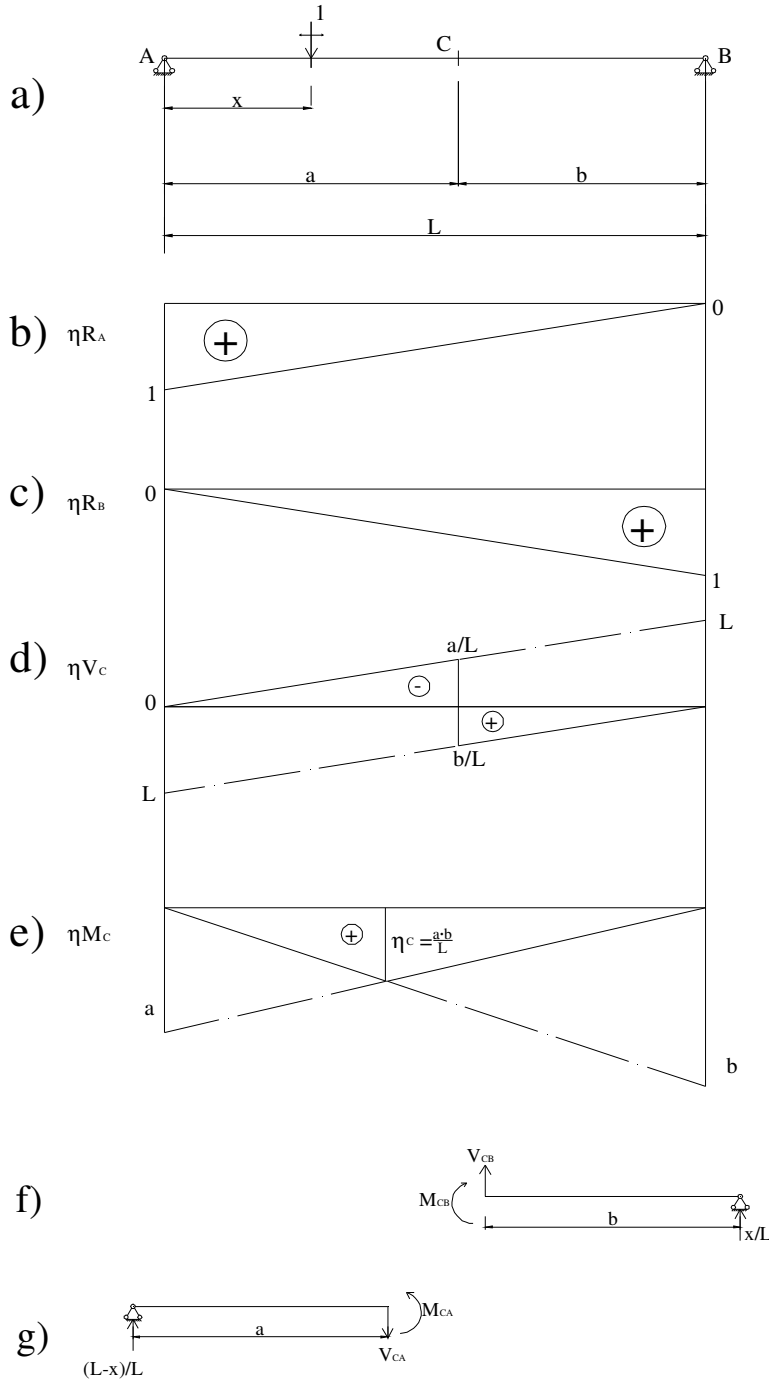 1
A C B
a)
x
a b
L
b) ηRA 0
1
c) ηRB 0
1
L
d) ηVC a/L
-
0
+
b/L
L
e) ηMC + ηC = a·b/L
a
b
VCB
f) MCB
b
x/L
MCA
g) a
VCA
(L-x)/L